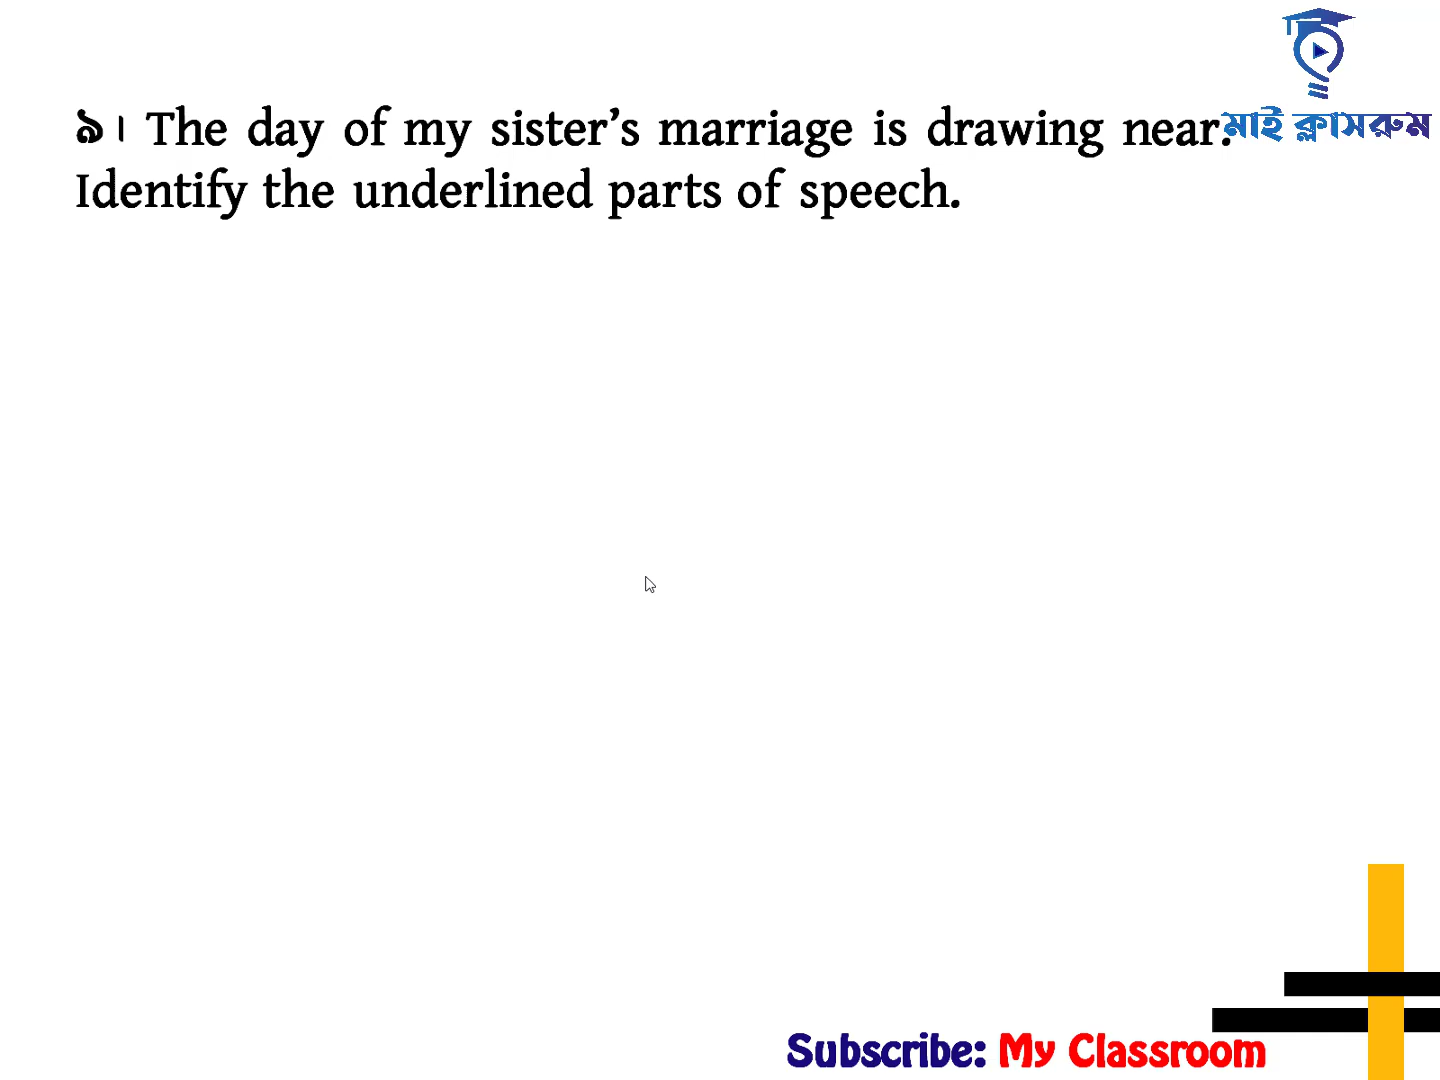 ৯। The day of my sister’s marriage is drawing near.
মাই ক্লাসরুম
Identify the underlined parts of speech.
Subscribe: My Classroom